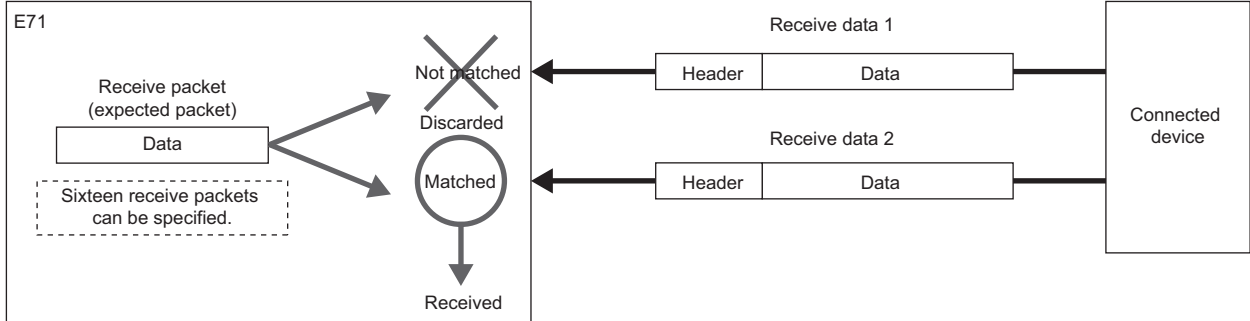 E71
Receive data 1
Not matched
Header
Data
Receive packet
(expected packet)
Discarded
Connected
device
Data
Receive data 2
Matched
Header
Data
Sixteen receive packets
can be specified.
Received